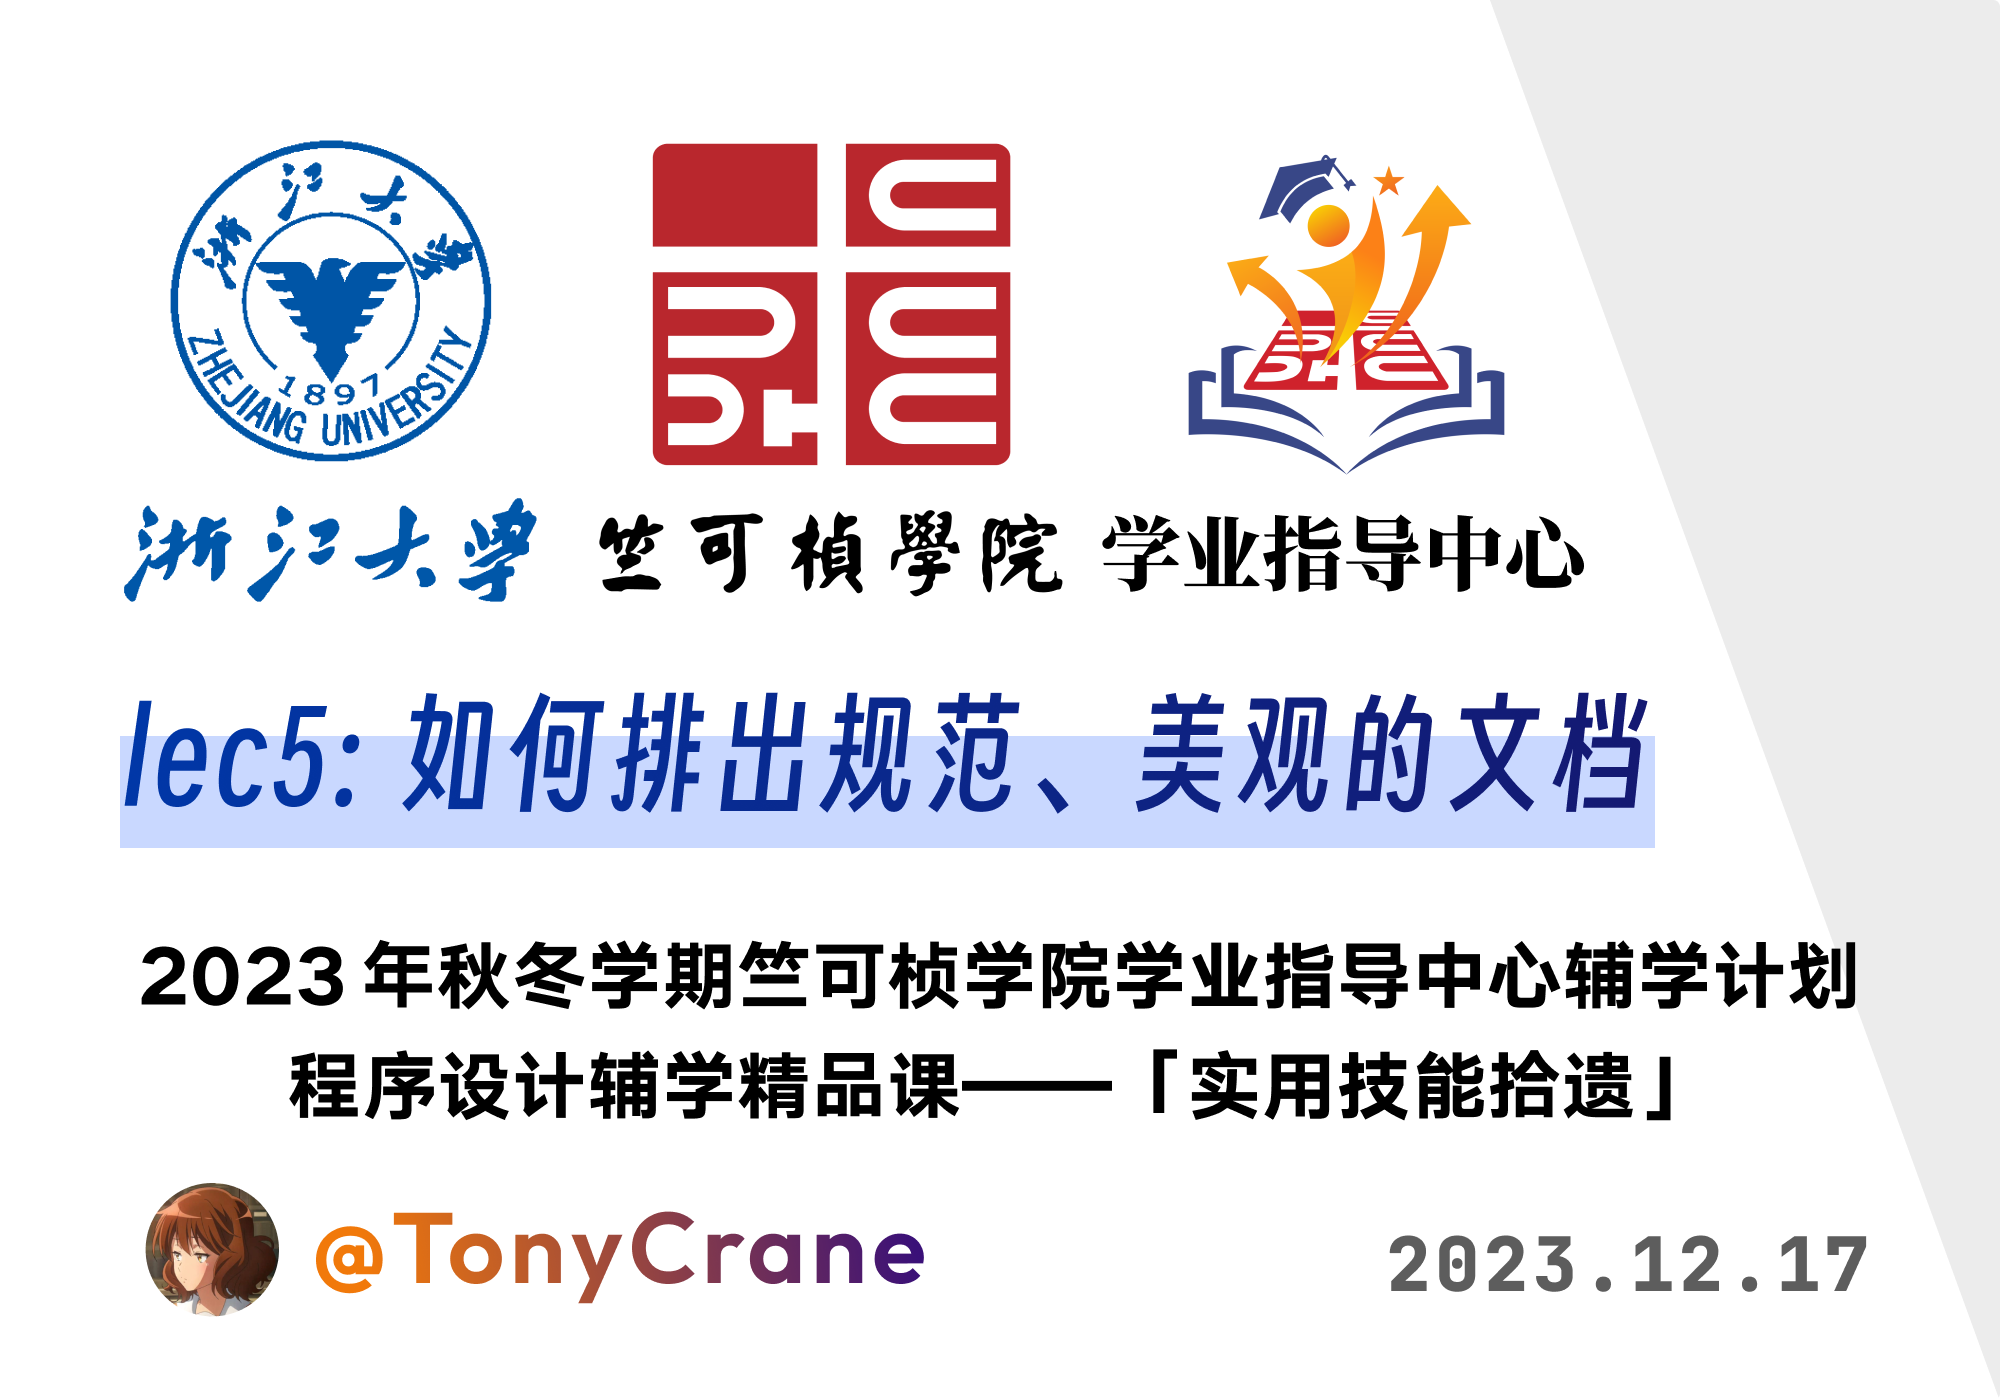 浙江大學
ZHEJIANG UNIVERSITY
1897
浙江大學 竺可楨學院 学业指导中心
lec5: 如何排出规范、美观的文档
2023 年秋冬学期竺可桢学院学业指导中心辅学计划
程序设计辅学精品课——「实用技能拾遗」
@TonyCrane
2023.12.17